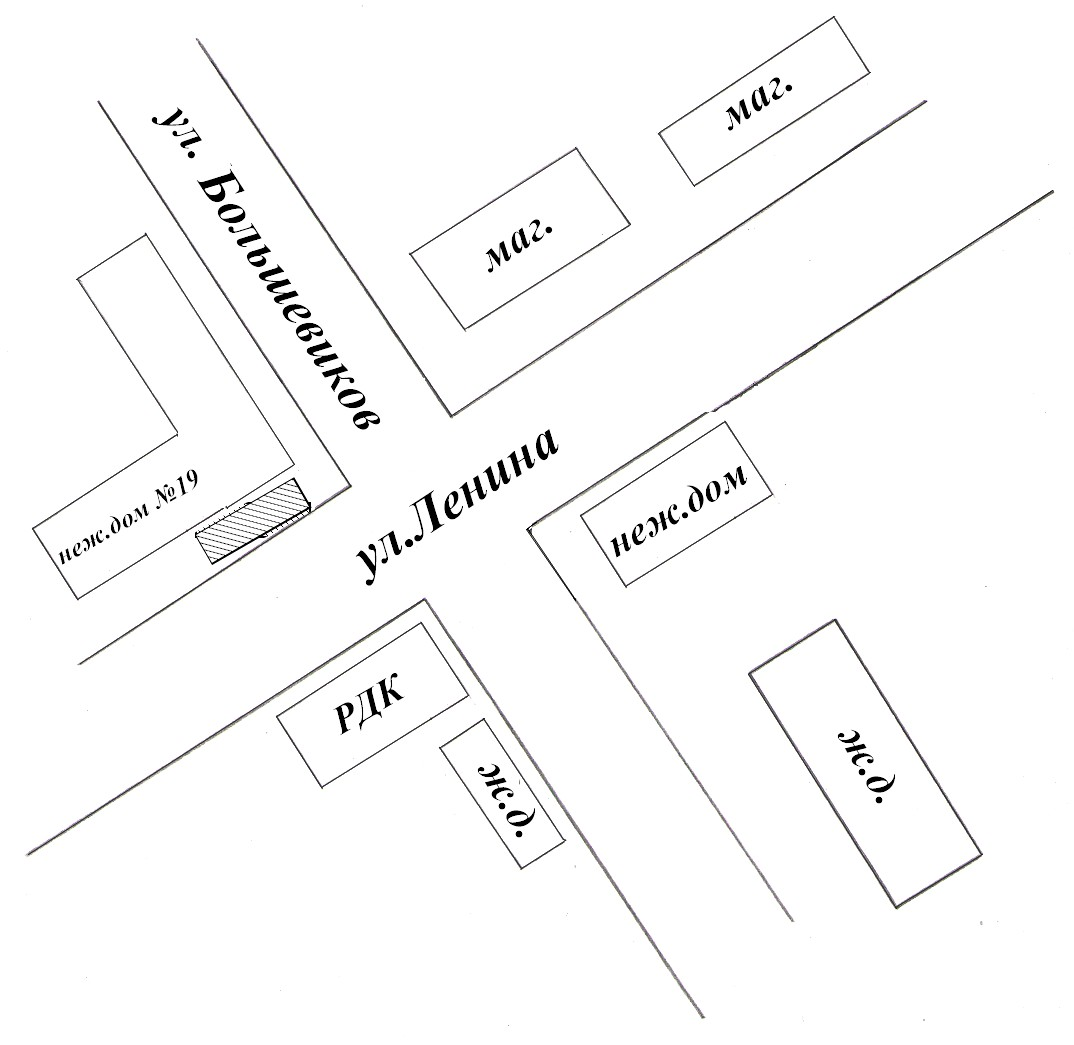 маг.
ул. Большевиков
маг.
неж.дом №19
ул.Ленина
неж.дом
РДК
ж.д.
ж.д.